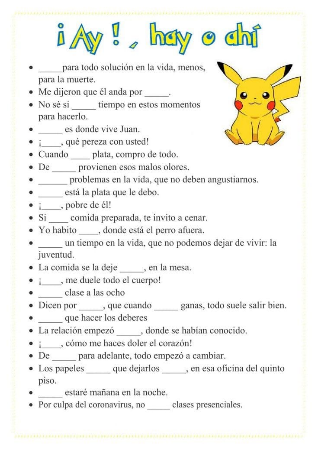 ¡Ay!, hay o ahí
• _____para todo solución en la vida, menos,
para la muerte.
• Me dijeron que él anda por _____.
• No sé si _____ tiempo en estos momentos
para hacerlo.
• _____ es donde vive Juan.
• ¡____, qué pereza con usted!
• Cuando ____ plata, compro de todo.
• De _____ provienen esos malos olores.
• ______ problemas en la vida, que no deben angustiarnos.
• _____ está la plata que le debo.
• ¡____, pobre de él!
• Si ____ comida preparada, te invito a cenar.
• Yo habito ____, donde está el perro afuera.
• _____ un tiempo en la vida, que no podemos dejar de vivir: la
juventud.
• La comida se la deje _____, en la mesa.
• ¡____, me duele todo el cuerpo!
• _____ clase a las ocho
• Dicen por _____, que cuando _____ ganas, todo suele salir bien.
• _____ que hacer los deberes
• La relación empezó _____, donde se habían conocido.
• ¡____, cómo me haces doler el corazón!
• De _____ para adelante, todo empezó a cambiar.
• Los papeles _____ que dejarlos _____, en esa oficina del quinto
piso.
• _____ estaré mañana en la noche.
• Por culpa del coronavirus, no _____ clases presenciales.